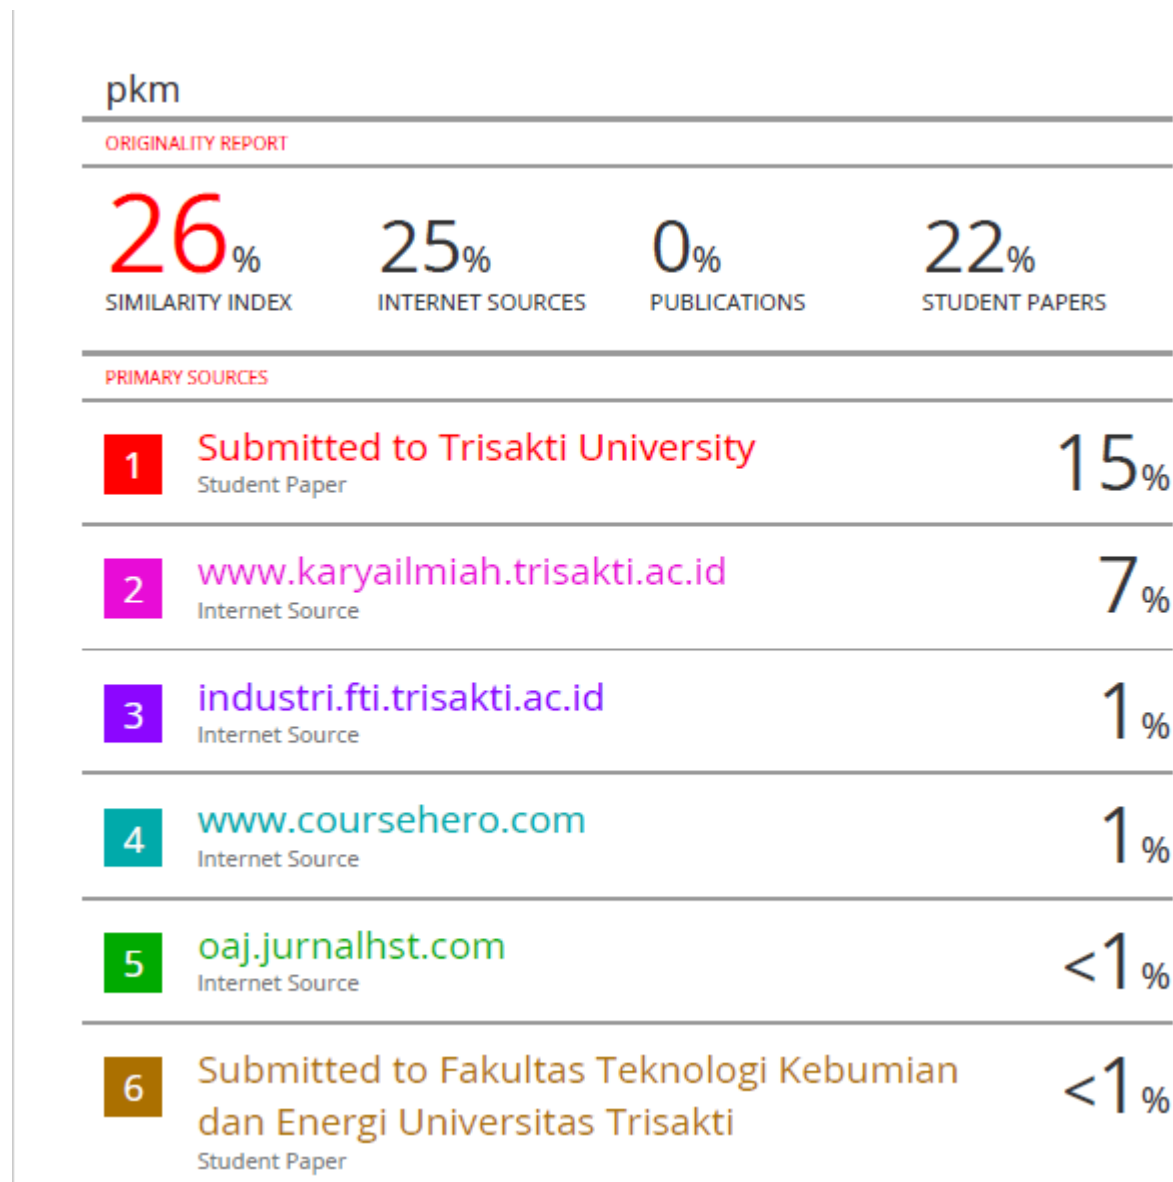 pkm
ORIGINALITY REPORT
26% 25% 0% 22%
SIMILARITY INDEX INTERNET SOURCES PUBLICATIONS STUDENT PAPERS
PRIMARY SOURCES
1 Submitted to Trisakti University 15%
Student Paper
2 www.karyailmiah.trisakti.ac.id 7%
Internet Source
3 industri.fti.trisakti.ac.id 1%
Internet Source
4 www.coursehero.com 1%
Internet Source
5 oaj.jurnalhst.com <1%
Internet Source
6 Submitted to Fakultas Teknologi Kebumian <1%
dan Energi Universitas Trisakti
Student Paper